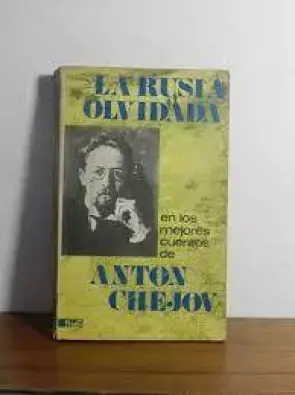 LA RUSIA
OLVIDADA
en los
mejores
cuentos
de
ANTON
CHEJOV